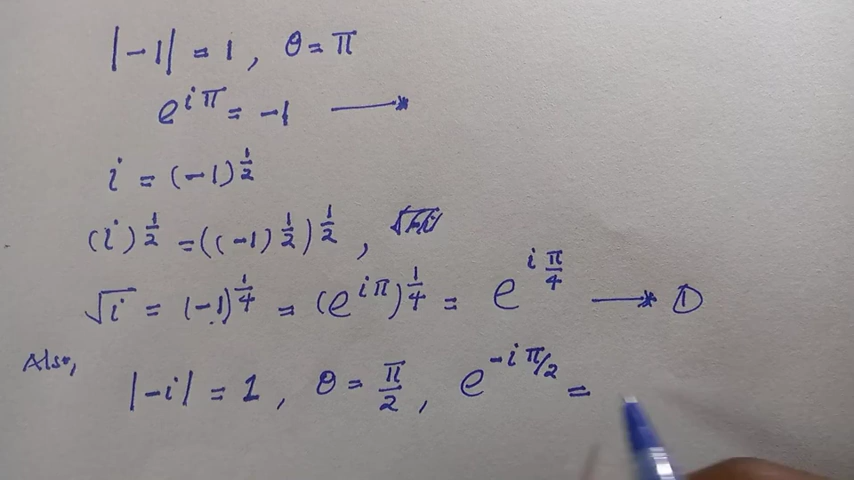 |-1| = 1, θ = π
e^{iπ} = -1 ⟶
i = (-1)^{1/2}
(i)^{1/2} = ((-1)^{1/2})^{1/2},
√i = (-1)^{1/4} = (e^{iπ})^{1/4} = e^{iπ/4} ⟶ ①
Also,
|-i| = 1, θ = π/2, e^{-iπ/2} =